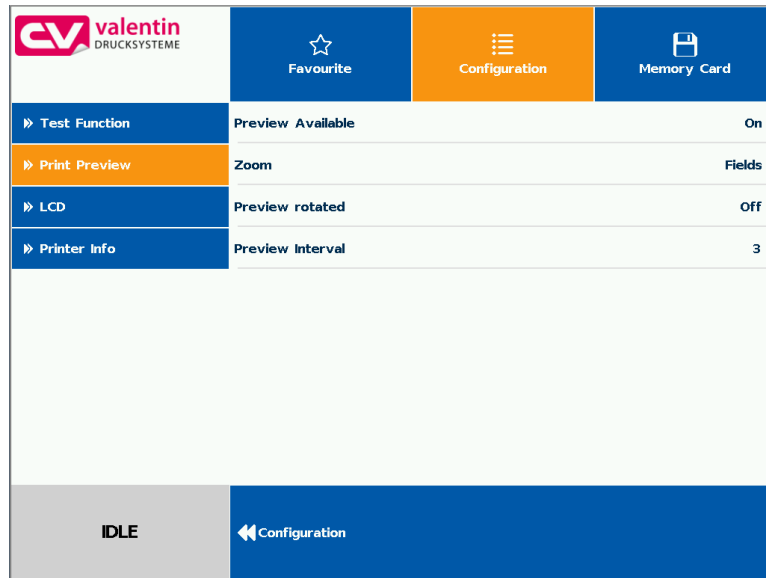 CV valentin
DRUCKSYSTEME
Favourite
Configuration
Memory Card
Test Function
Print Preview
LCD
Printer Info
Preview Available On
Zoom Fields
Preview rotated Off
Preview Interval 3
IDLE
Configuration